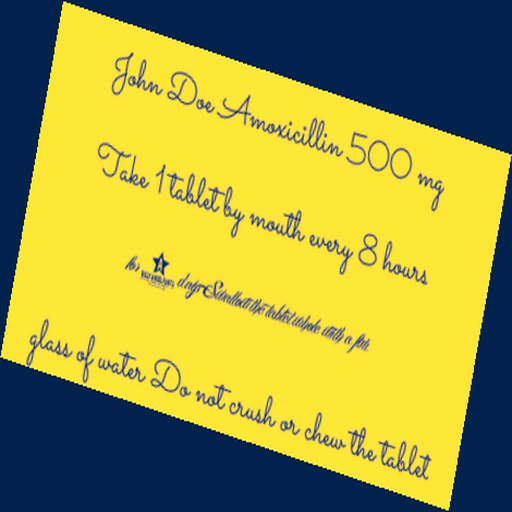 John Doe Amoxicillin 500 mg
Take 1 tablet by mouth every 8 hours
for days Swallow the tablet whole with a full
glass of water Do not crush or chew the tablet